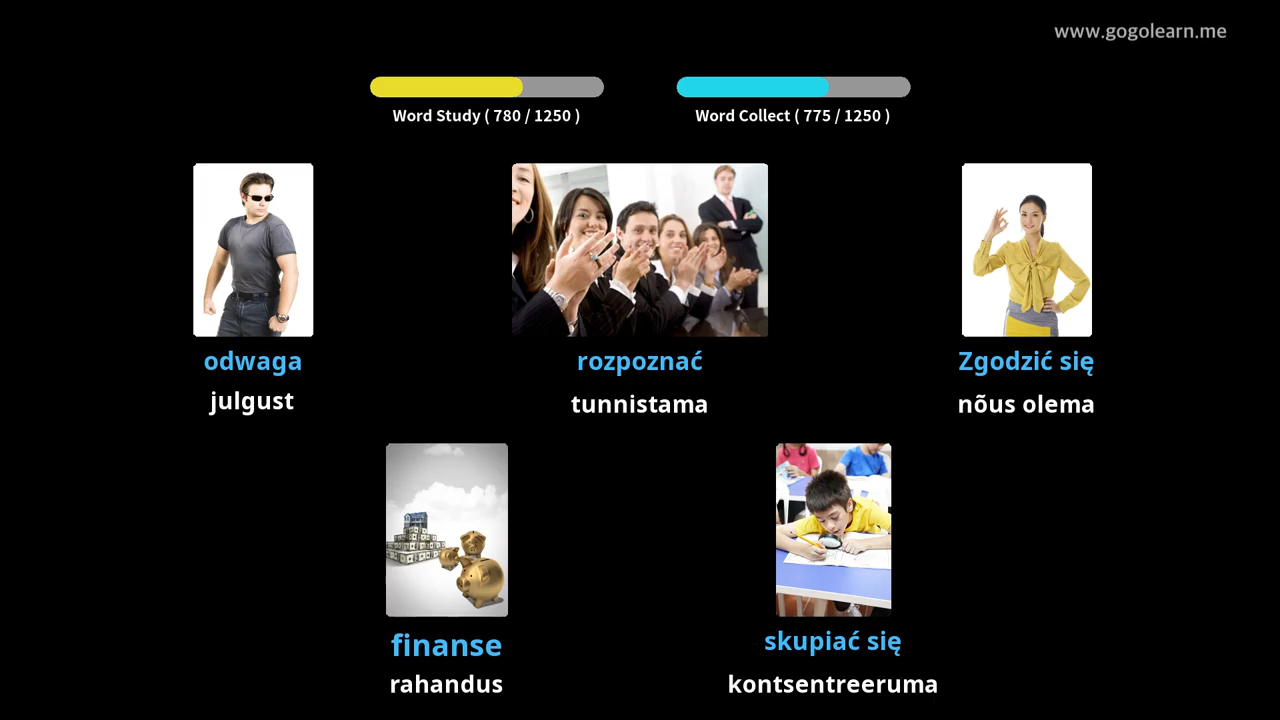 www.gogolearn.me
Word Study ( 780 / 1250 )
Word Collect ( 775 / 1250 )
odwaga
julgust
rozpoznać
tunnistama
Zgodzić się
nõus olema
finanse
rahandus
skupiać się
kontsentreeruma